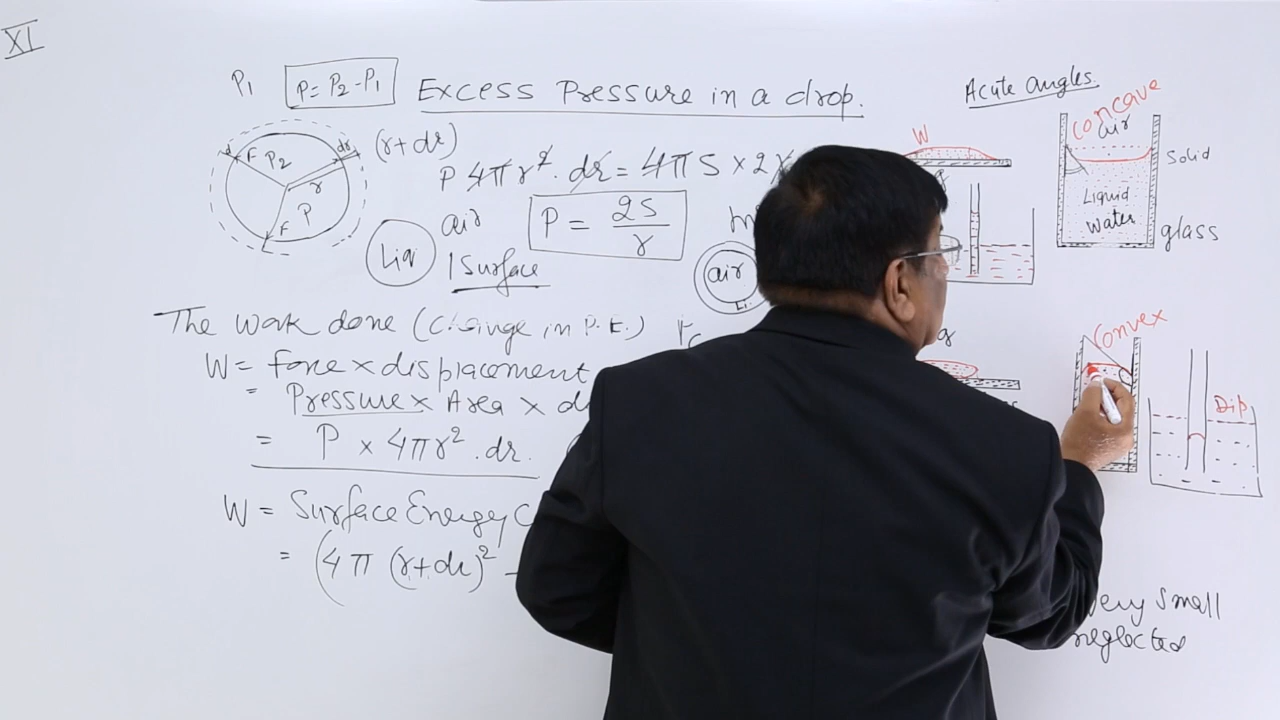 XI
P₁ P = P₂ - P₁ Excess Pressure in a drop.
(r+dr)
dr
F P₂
r
P
F
P 4πr². dr = 4πS × 2
Liq
air
1 Surface
P = 2S/r
air
The work done (Change in P.E.)
W = force × displacement
= Pressure × Area ×
= P × 4πr² . dr.
W = Surface Energy
= (4π (r+dr)² -
Acute angles.
W
Concave
air
Solid
Liquid
water
glass
Convex
Dip
very small
neglected